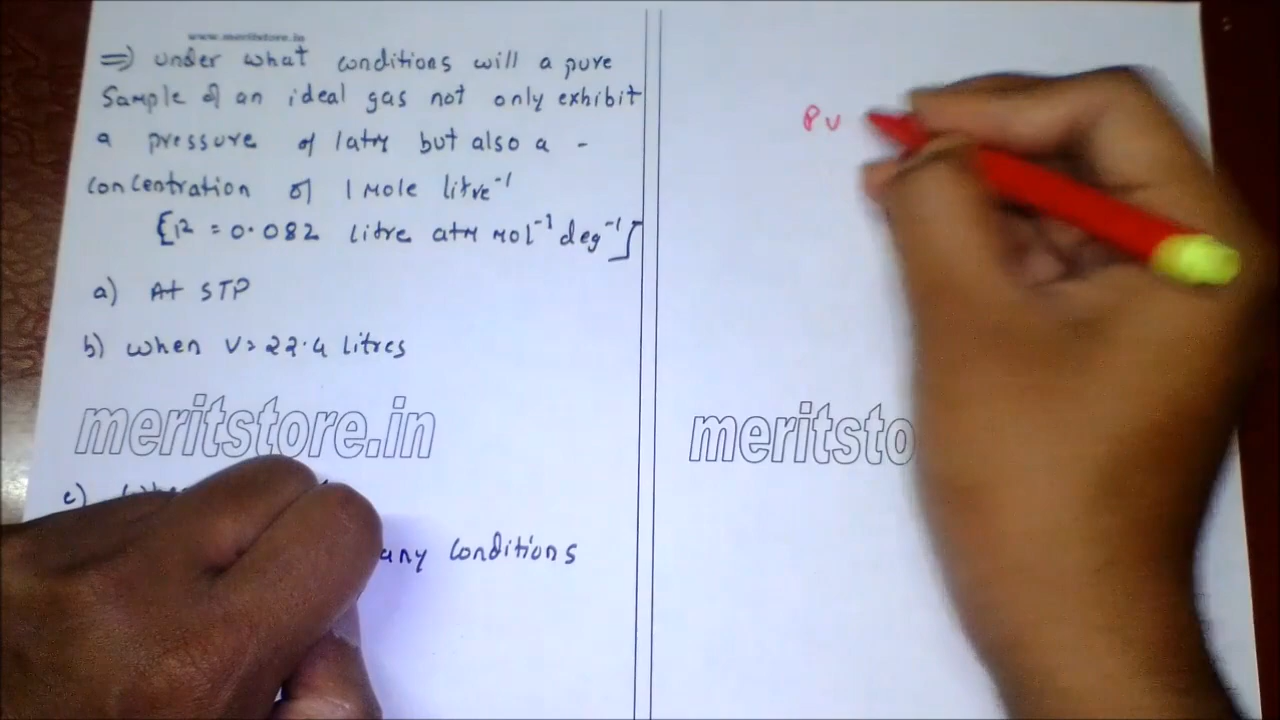 www.meritstore.in
=) under what conditions will a pure
Sample of an ideal gas not only exhibit
a pressure of 1atm but also a -
concentration of 1 Mole litre⁻¹
[R = 0.082 litre atm mol⁻¹ deg⁻¹]
a) At STP
b) when V = 22.4 litres
meritstore.in
c)
any conditions
PV
meritsto